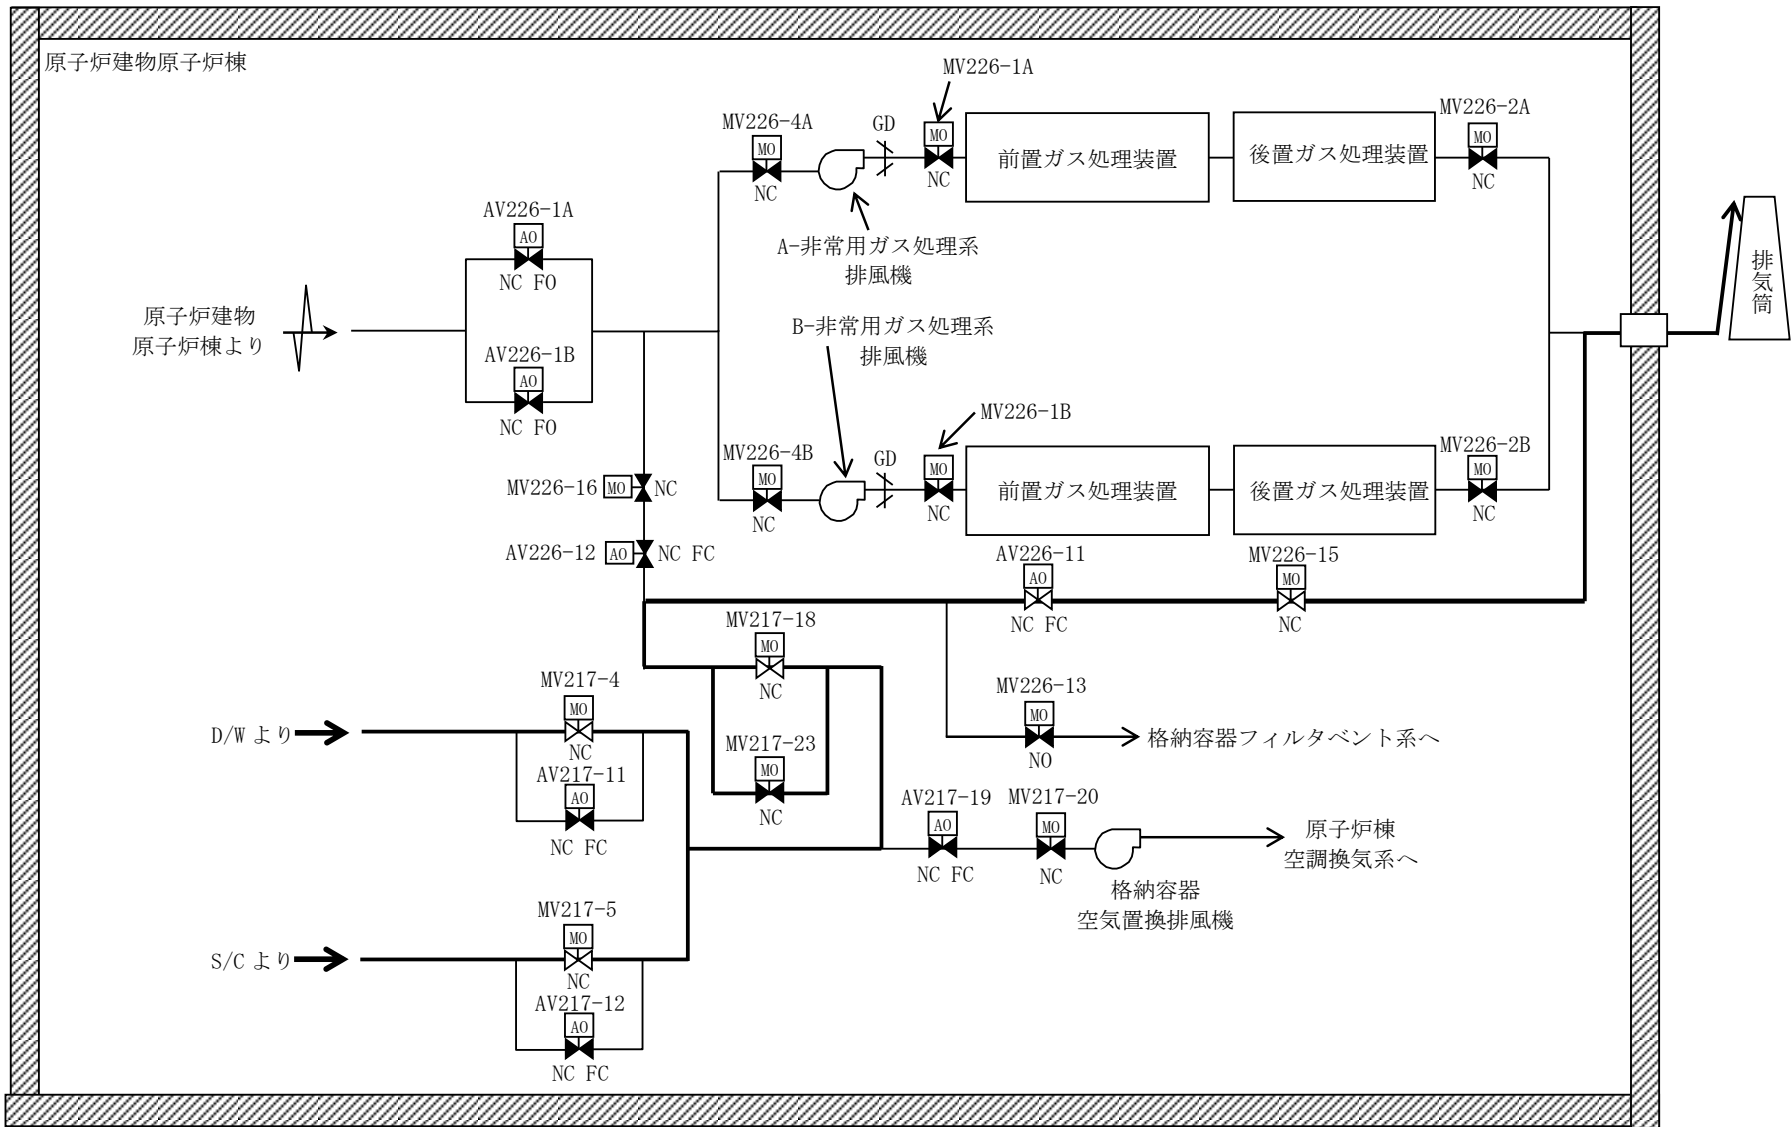 原子炉建物原子炉棟
MV226-1A
MV226-4A
MO
NC
GD
MO
NC
前置ガス処理装置
後置ガス処理装置
MV226-2A
MO
NC
A-非常用ガス処理系
排風機
AV226-1A
AO
NC FO
原子炉建物
原子炉棟より
AV226-1B
AO
NC FO
B-非常用ガス処理系
排風機
排気筒
MV226-1B
MV226-4B
MO
NC
GD
MO
NC
前置ガス処理装置
後置ガス処理装置
MV226-2B
MO
NC
MV226-16
MO
NC
AV226-12
AO
NC FC
AV226-11
AO
NC FC
MV226-15
MO
NC
MV217-18
MO
NC
MV217-23
MO
NC
MV226-13
MO
NO
格納容器フィルタベント系へ
D/W より
MV217-4
MO
NC
AV217-11
AO
NC FC
AV217-19
AO
NC FC
MV217-20
MO
NC
格納容器
空気置換排風機
原子炉棟
空調換気系へ
S/C より
MV217-5
MO
NC
AV217-12
AO
NC FC